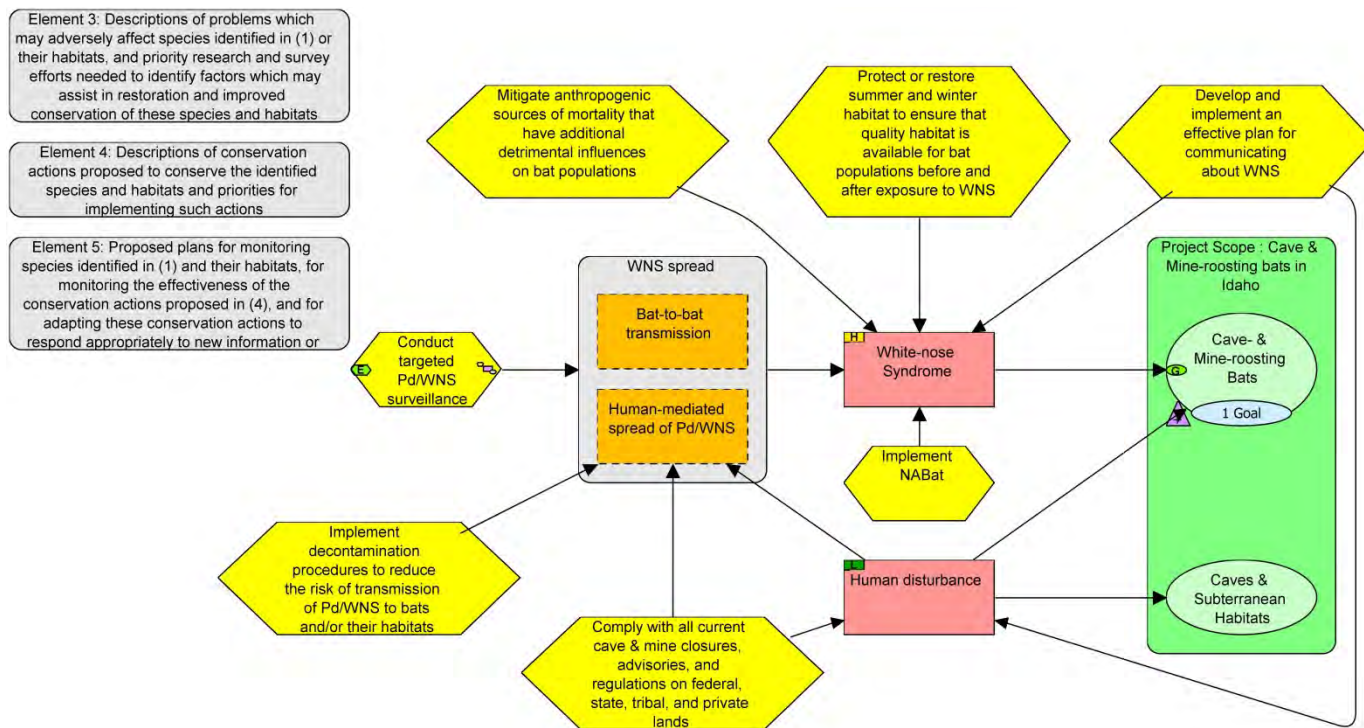 Element 3: Descriptions of problems which
may adversely affect species identified in (1) or
their habitats, and priority research and survey
efforts needed to identify factors which may
assist in restoration and improved
conservation of these species and habitats
Element 4: Descriptions of conservation
actions proposed to conserve the identified
species and habitats and priorities for
implementing such actions
Element 5: Proposed plans for monitoring
species identified in (1) and their habitats, for
monitoring the effectiveness of the
conservation actions proposed in (4), and for
adapting these conservation actions to
respond appropriately to new information or
Mitigate anthropogenic
sources of mortality that
have additional
detrimental influences
on bat populations
Protect or restore
summer and winter
habitat to ensure that
quality habitat is
available for bat
populations before and
after exposure to WNS
Develop and
implement an
effective plan for
communicating
about WNS
E
Conduct
targeted
Pd/WNS
surveillance
WNS spread
Bat-to-bat
transmission
Human-mediated
spread of Pd/WNS
H
White-nose
Syndrome
Project Scope : Cave &
Mine-roosting bats in
Idaho
G
Cave- &
Mine-roosting
Bats
1 Goal
Implement
NABat
Implement
decontamination
procedures to reduce
the risk of transmission
of Pd/WNS to bats
and/or their habitats
Comply with all current
cave & mine closures,
advisories, and
regulations on federal,
state, tribal, and private
lands
L
Human disturbance
Caves &
Subterranean
Habitats